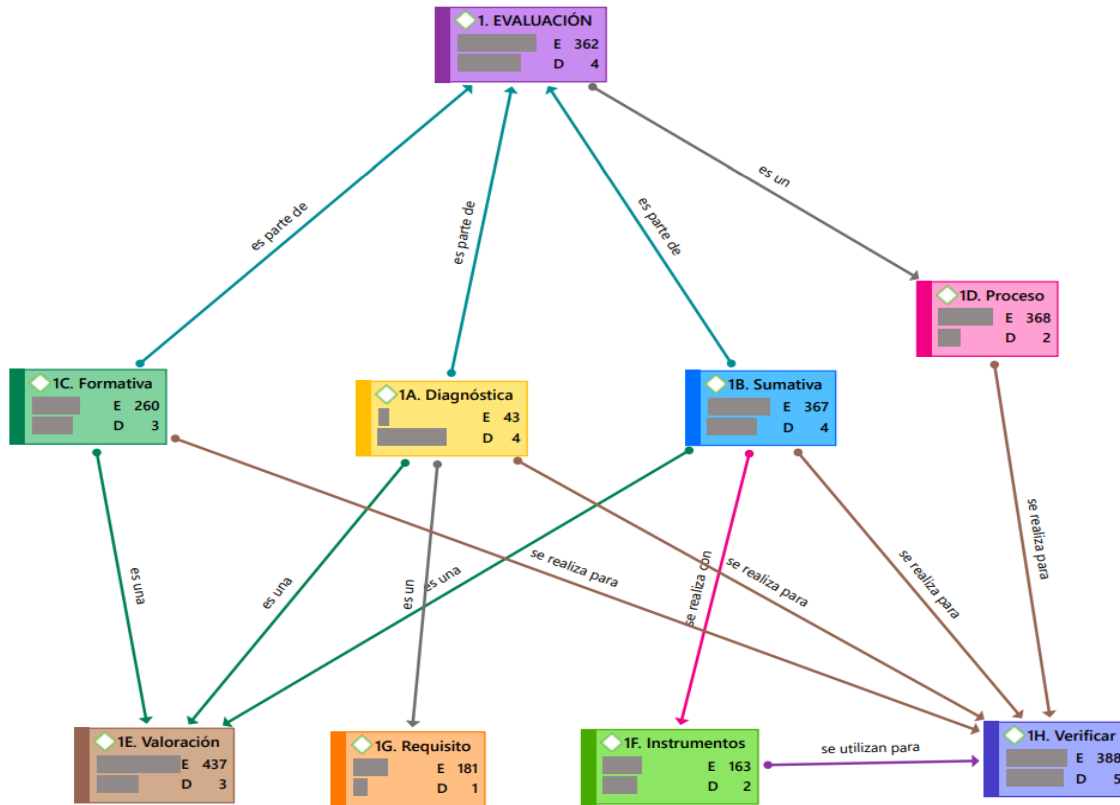 1. EVALUACIÓN
E 362
D 4
es parte de
es parte de
es parte de
es un
1D. Proceso
E 368
D 2
1C. Formativa
E 260
D 3
1A. Diagnóstica
E 43
D 4
1B. Sumativa
E 367
D 4
es una
es una
es un
es una
se realiza para
se realiza con
se realiza para
se realiza para
se realiza para
1E. Valoración
E 437
D 3
1G. Requisito
E 181
D 1
1F. Instrumentos
E 163
D 2
se utilizan para
1H. Verificar
E 388
D 5